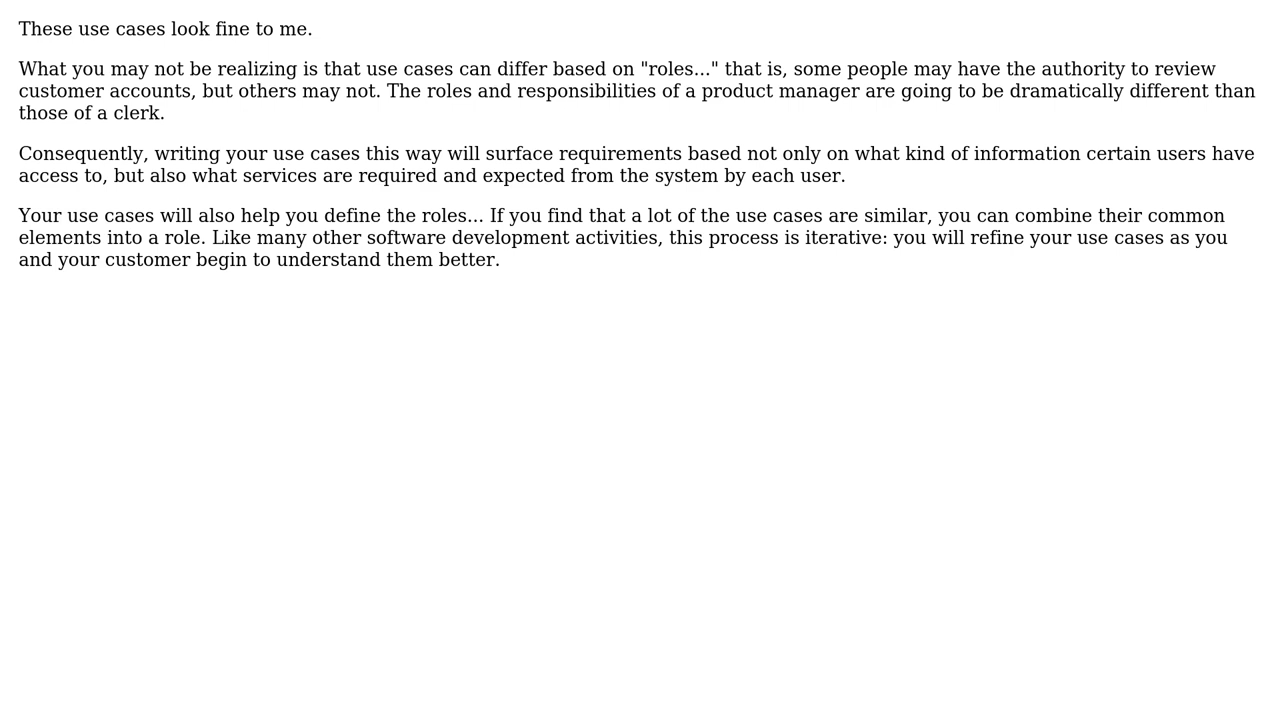 These use cases look fine to me.
What you may not be realizing is that use cases can differ based on "roles..." that is, some people may have the authority to review
customer accounts, but others may not. The roles and responsibilities of a product manager are going to be dramatically different than
those of a clerk.
Consequently, writing your use cases this way will surface requirements based not only on what kind of information certain users have
access to, but also what services are required and expected from the system by each user.
Your use cases will also help you define the roles... If you find that a lot of the use cases are similar, you can combine their common
elements into a role. Like many other software development activities, this process is iterative: you will refine your use cases as you
and your customer begin to understand them better.